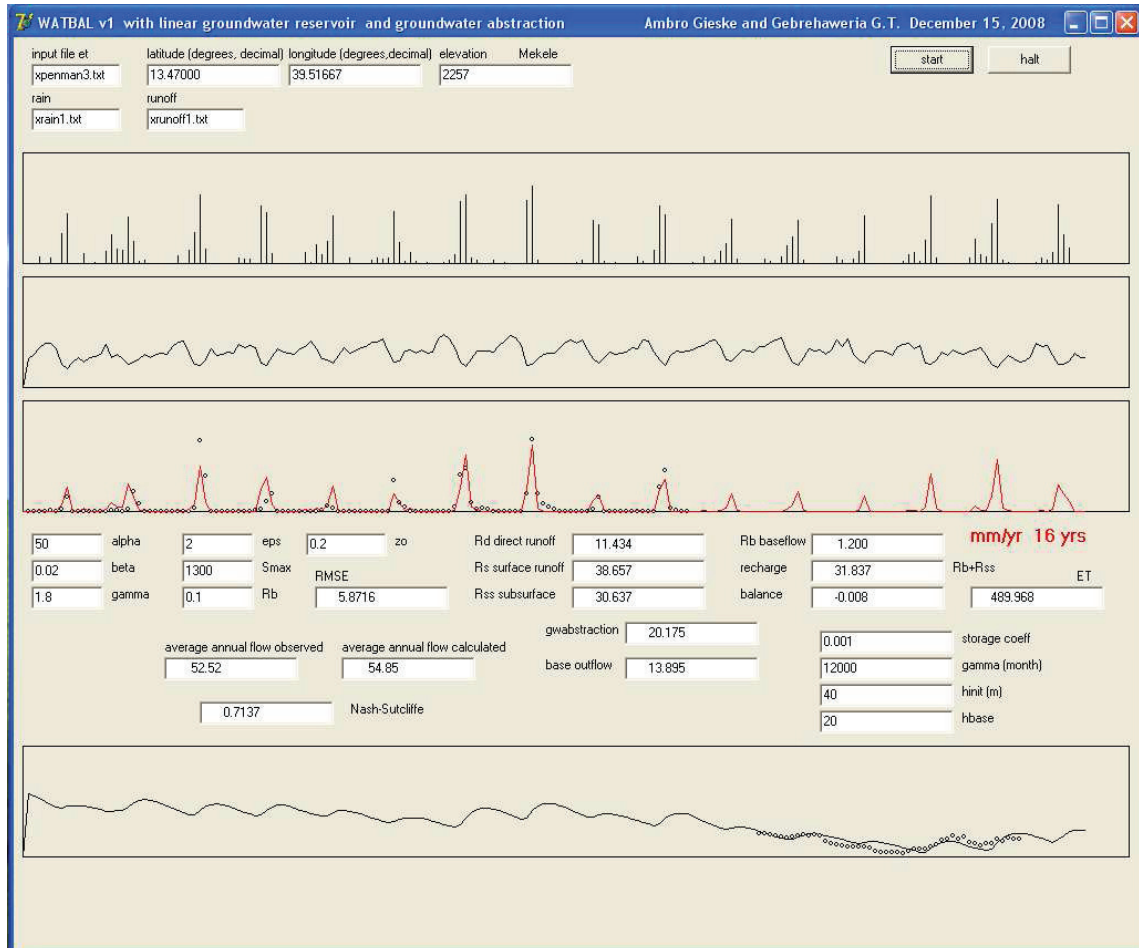 WATBAL v1 with linear groundwater reservoir and groundwater abstraction Ambro Gieske and Gebrehaweria G.T. December 15, 2008
input file et latitude (degrees, decimal) longitude (degrees,decimal) elevation Mekele
xpenman3.txt 13.47000 39.51667 2257 start halt
rain runoff
xrain1.txt xrunoff1.txt
50 alpha 2 eps 0.2 zo Rd direct runoff 11.434 Rb baseflow 1.200 mm/yr 16 yrs
0.02 beta 1300 Smax RMSE Rs surface runoff 38.657 recharge 31.837 Rb+Rss ET
1.8 gamma 0.1 Rb 5.8716 Rss subsurface 30.637 balance -0.008 489.968
gwabstraction 20.175 0.001 storage coeff
average annual flow observed average annual flow calculated
52.52 54.85 base outflow 13.895 12000 gamma (month)
40 hinit (m)
0.7137 Nash-Sutcliffe 20 hbase